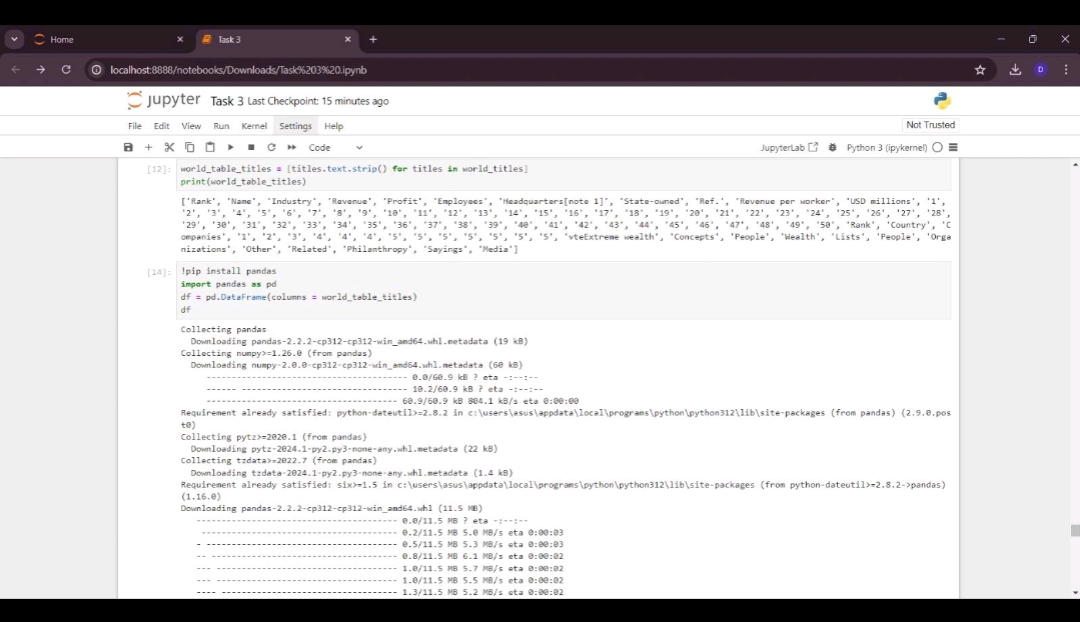 Home
Task 3
localhost:8888/notebooks/Downloads/Task%203%20.ipynb
D
jupyter Task 3 Last Checkpoint: 15 minutes ago
File Edit View Run Kernel Settings Help
Not Trusted
Code
JupyterLab
Python 3 (ipykernel)
[12]: world_table_titles = [titles.text.strip() for titles in world_titles]
print(world_table_titles)
['Rank', 'Name', 'Industry', 'Revenue', 'Profit', 'Employees', 'Headquarters[note 1]', 'State-owned', 'Ref.', 'Revenue per worker', 'USD millions', '1',
'2', '3', '4', '5', '6', '7', '8', '9', '10', '11', '12', '13', '14', '15', '16', '17', '18', '19', '20', '21', '22', '23', '24', '25', '26', '27', '28',
'29', '30', '31', '32', '33', '34', '35', '36', '37', '38', '39', '40', '41', '42', '43', '44', '45', '46', '47', '48', '49', '50', 'Rank', 'Country', 'C
ompanies', '1', '2', '3', '4', '4', '4', '5', '5', '5', '5', '5', '5', 'vteExtreme wealth', 'Concepts', 'People', 'Wealth', 'Lists', 'People', 'Orga
nizations', 'Other', 'Related', 'Philanthropy', 'Sayings', 'Media']
[14]: !pip install pandas
import pandas as pd
df = pd.DataFrame(columns = world_table_titles)
df
Collecting pandas
Downloading pandas-2.2.2-cp312-cp312-win_amd64.whl.metadata (19 kB)
Collecting numpy>=1.26.0 (from pandas)
Downloading numpy-2.0.0-cp312-cp312-win_amd64.whl.metadata (60 kB)
---------------------------------------- 0.0/60.9 kB ? eta -:--:--
------ --------------------------------- 10.2/60.9 kB ? eta -:--:--
---------------------------------------- 60.9/60.9 kB 804.1 kB/s eta 0:00:00
Requirement already satisfied: python-dateutil>=2.8.2 in c:\users\asus\appdata\local\programs\python\python312\lib\site-packages (from pandas) (2.9.0.pos
t0)
Collecting pytz>=2020.1 (from pandas)
Downloading pytz-2024.1-py2.py3-none-any.whl.metadata (22 kB)
Collecting tzdata>=2022.7 (from pandas)
Downloading tzdata-2024.1-py2.py3-none-any.whl.metadata (1.4 kB)
Requirement already satisfied: six>=1.5 in c:\users\asus\appdata\local\programs\python\python312\lib\site-packages (from python-dateutil>=2.8.2->pandas)
(1.16.0)
Downloading pandas-2.2.2-cp312-cp312-win_amd64.whl (11.5 MB)
---------------------------------------- 0.0/11.5 MB ? eta -:--:--
--------------------------------------- 0.2/11.5 MB 5.0 MB/s eta 0:00:03
- -------------------------------------- 0.5/11.5 MB 5.3 MB/s eta 0:00:03
-- ------------------------------------- 0.8/11.5 MB 6.1 MB/s eta 0:00:02
--- ------------------------------------ 1.0/11.5 MB 5.7 MB/s eta 0:00:02
--- ------------------------------------ 1.0/11.5 MB 5.5 MB/s eta 0:00:02
---- ----------------------------------- 1.3/11.5 MB 5.2 MB/s eta 0:00:02